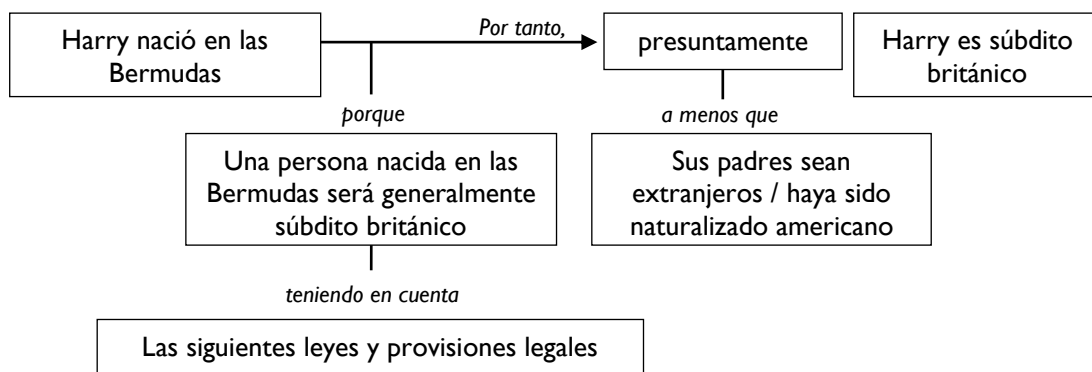 Harry nació en las
Bermudas
Por tanto,
presuntamente
Harry es súbdito
británico
porque
a menos que
Una persona nacida en las
Bermudas será generalmente
súbdito británico
Sus padres sean
extranjeros / haya sido
naturalizado americano
teniendo en cuenta
Las siguientes leyes y provisiones legales